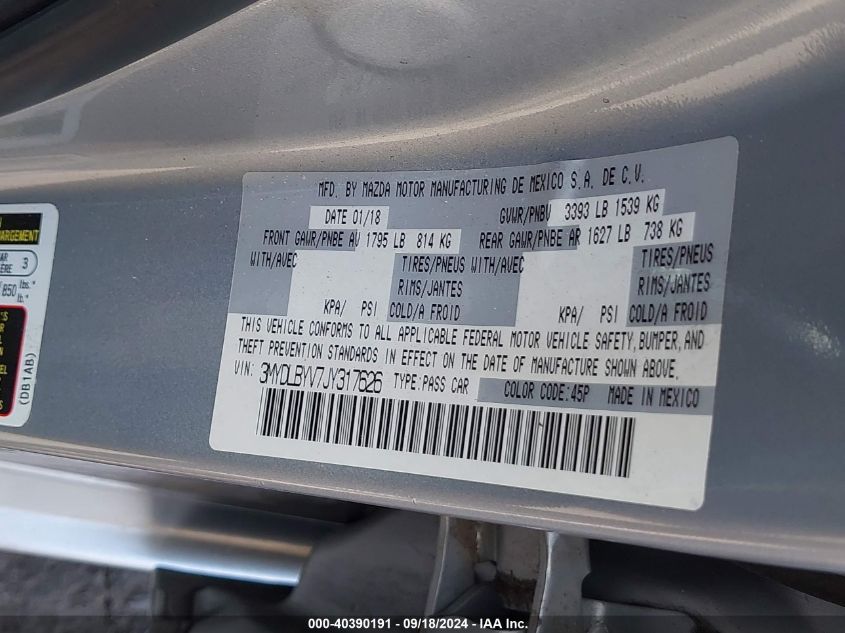 MFD. BY MAZDA MOTOR MANUFACTURING DE MEXICO S.A. DE C.V.
DATE 01/18 GVWR/PNBV 3393 LB 1539 KG
FRONT GAWR/PNBE AV 1795 LB 814 KG REAR GAWR/PNBE AR 1627 LB 738 KG
WITH/AVEC TIRES/PNEUS WITH/AVEC TIRES/PNEUS
RIMS/JANTES RIMS/JANTES
KPA/ PSI COLD/A FROID KPA/ PSI COLD/A FROID
THIS VEHICLE CONFORMS TO ALL APPLICABLE FEDERAL MOTOR VEHICLE SAFETY, BUMPER, AND
THEFT PREVENTION STANDARDS IN EFFECT ON THE DATE OF MANUFACTURE SHOWN ABOVE.
VIN: 3MYDLBYV7JY317626 TYPE:PASS CAR COLOR CODE:45P MADE IN MEXICO
3
850 lbs.
lb.
(DB1AB)
000-40390191 - 09/18/2024 - IAA Inc.